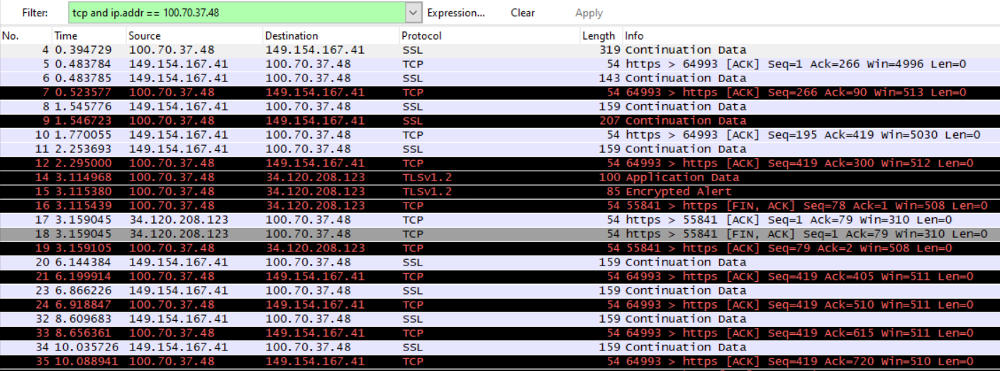 Filter: tcp and ip.addr == 100.70.37.48 Expression... Clear Apply
No. Time Source Destination Protocol Length Info
4 0.394729 100.70.37.48 149.154.167.41 SSL 319 Continuation Data
5 0.483784 149.154.167.41 100.70.37.48 TCP 54 https > 64993 [ACK] Seq=1 Ack=266 Win=4996 Len=0
6 0.483785 149.154.167.41 100.70.37.48 SSL 143 Continuation Data
7 0.523577 100.70.37.48 149.154.167.41 TCP 54 64993 > https [ACK] Seq=266 Ack=90 Win=513 Len=0
8 1.545776 149.154.167.41 100.70.37.48 SSL 159 Continuation Data
9 1.546723 100.70.37.48 149.154.167.41 SSL 207 Continuation Data
10 1.770055 149.154.167.41 100.70.37.48 TCP 54 https > 64993 [ACK] Seq=195 Ack=419 Win=5030 Len=0
11 2.253693 149.154.167.41 100.70.37.48 SSL 159 Continuation Data
12 2.295000 100.70.37.48 149.154.167.41 TCP 54 64993 > https [ACK] Seq=419 Ack=300 Win=512 Len=0
14 3.114968 100.70.37.48 34.120.208.123 TLSv1.2 100 Application Data
15 3.115380 100.70.37.48 34.120.208.123 TLSv1.2 85 Encrypted Alert
16 3.115439 100.70.37.48 34.120.208.123 TCP 54 55841 > https [FIN, ACK] Seq=78 Ack=1 Win=508 Len=0
17 3.159045 34.120.208.123 100.70.37.48 TCP 54 https > 55841 [ACK] Seq=1 Ack=79 Win=310 Len=0
18 3.159045 34.120.208.123 100.70.37.48 TCP 54 https > 55841 [FIN, ACK] Seq=1 Ack=79 Win=310 Len=0
19 3.159105 100.70.37.48 34.120.208.123 TCP 54 55841 > https [ACK] Seq=79 Ack=2 Win=508 Len=0
20 6.144384 149.154.167.41 100.70.37.48 SSL 159 Continuation Data
21 6.199914 100.70.37.48 149.154.167.41 TCP 54 64993 > https [ACK] Seq=419 Ack=405 Win=511 Len=0
23 6.866226 149.154.167.41 100.70.37.48 SSL 159 Continuation Data
24 6.918847 100.70.37.48 149.154.167.41 TCP 54 64993 > https [ACK] Seq=419 Ack=510 Win=511 Len=0
32 8.609683 149.154.167.41 100.70.37.48 SSL 159 Continuation Data
33 8.656361 100.70.37.48 149.154.167.41 TCP 54 64993 > https [ACK] Seq=419 Ack=615 Win=511 Len=0
34 10.035726 149.154.167.41 100.70.37.48 SSL 159 Continuation Data
35 10.088941 100.70.37.48 149.154.167.41 TCP 54 64993 > https [ACK] Seq=419 Ack=720 Win=510 Len=0